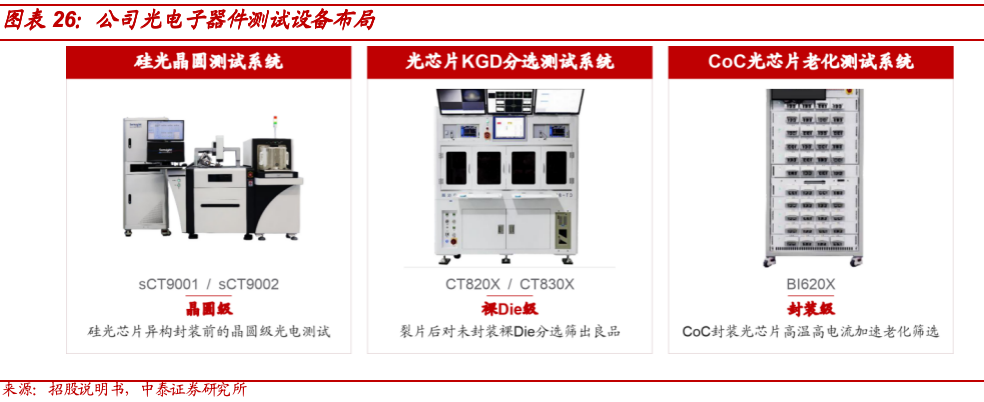 图表 26：公司光电子器件测试设备布局
硅光晶圆测试系统
sCT9001 / sCT9002
晶圆级
硅光芯片异构封装前的晶圆级光电测试
光芯片KGD分选测试系统
CT820X / CT830X
裸Die级
裂片后对未封装裸Die分选筛出良品
CoC光芯片老化测试系统
BI620X
封装级
CoC封装光芯片高温高电流加速老化筛选
来源：招股说明书，中泰证券研究所